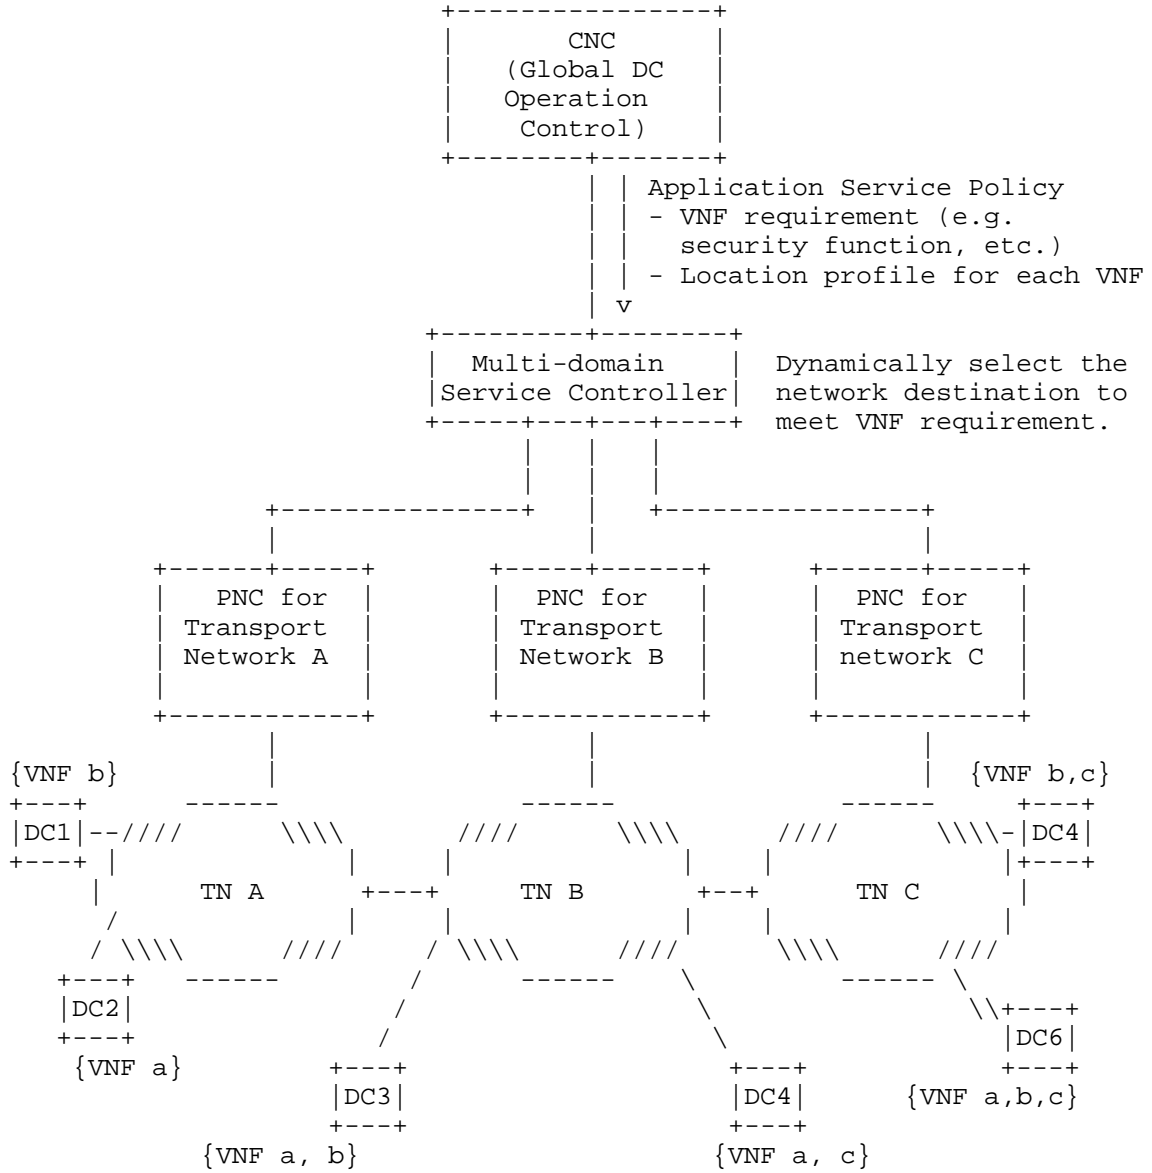 CNC
(Global DC
Operation
Control)
Application Service Policy
- VNF requirement (e.g.
security function, etc.)
- Location profile for each VNF
v
Multi-domain
Service Controller
Dynamically select the
network destination to
meet VNF requirement.
PNC for
Transport
Network A
PNC for
Transport
Network B
PNC for
Transport
network C
{VNF b}
{VNF b,c}
DC1
DC4
TN A
TN B
TN C
DC2
{VNF a}
DC6
{VNF a,b,c}
DC3
{VNF a, b}
DC4
{VNF a, c}